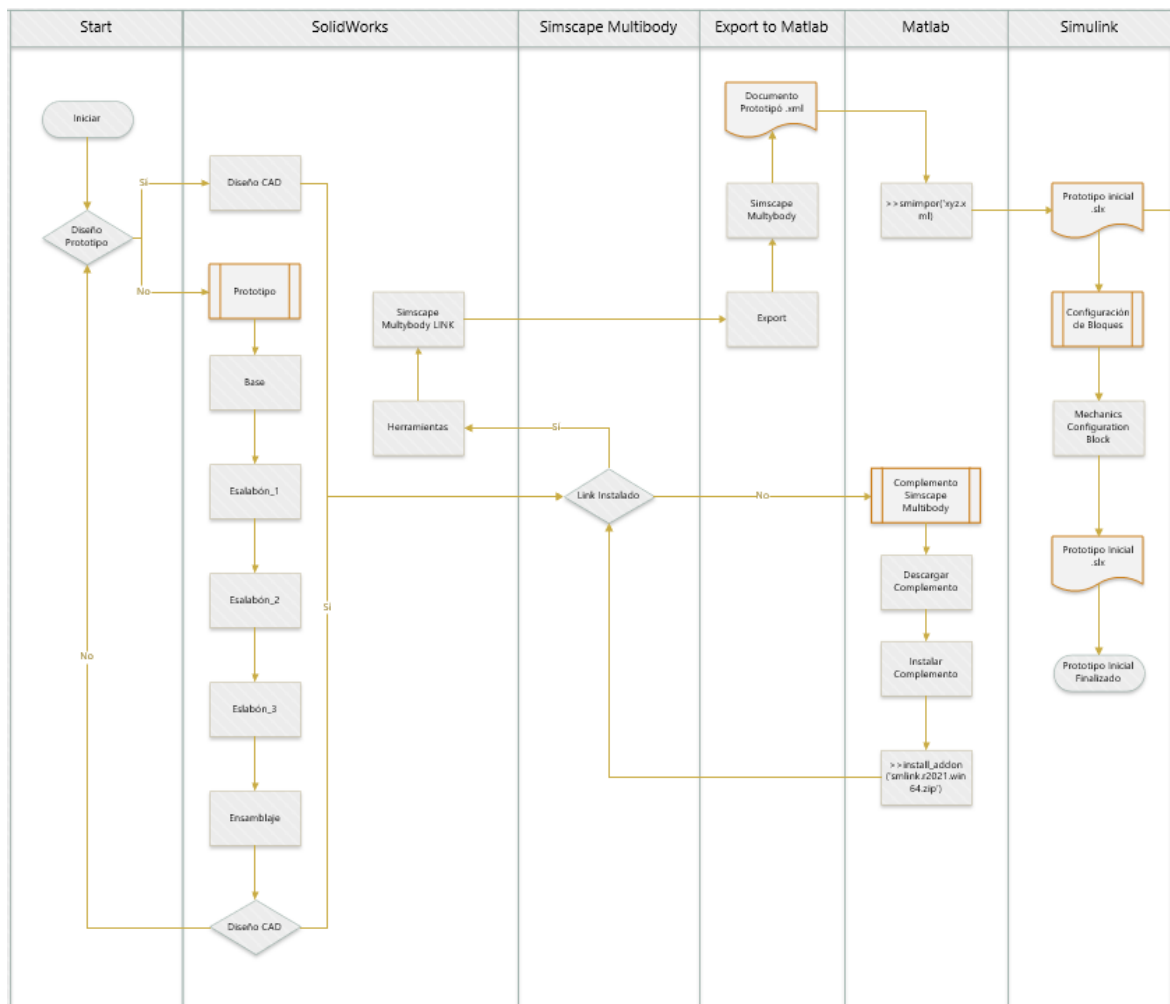 Start
SolidWorks
Simscape Multibody
Export to Matlab
Matlab
Simulink
Iniciar
Diseño
Prototipo
Si
No
No
Diseño CAD
Prototipo
Base
Esalabón_1
Esalabón_2
Eslabón_3
Ensamblaje
Diseño CAD
Si
Simscape
Multybody LINK
Herramientas
Si
Link Instalado
No
Documento
Prototipo .xml
Simscape
Multybody
Export
>>smimpor('xyz.x
ml)
Complemento
Simscape
Multibody
Descargar
Complemento
Instalar
Complemento
>>install_addon
('smlink.r2021.win
64.zip')
Prototipo inicial
.slx
Configuración
de Bloques
Mechanics
Configuration
Block
Prototipo Inicial
.slx
Prototipo Inicial
Finalizado